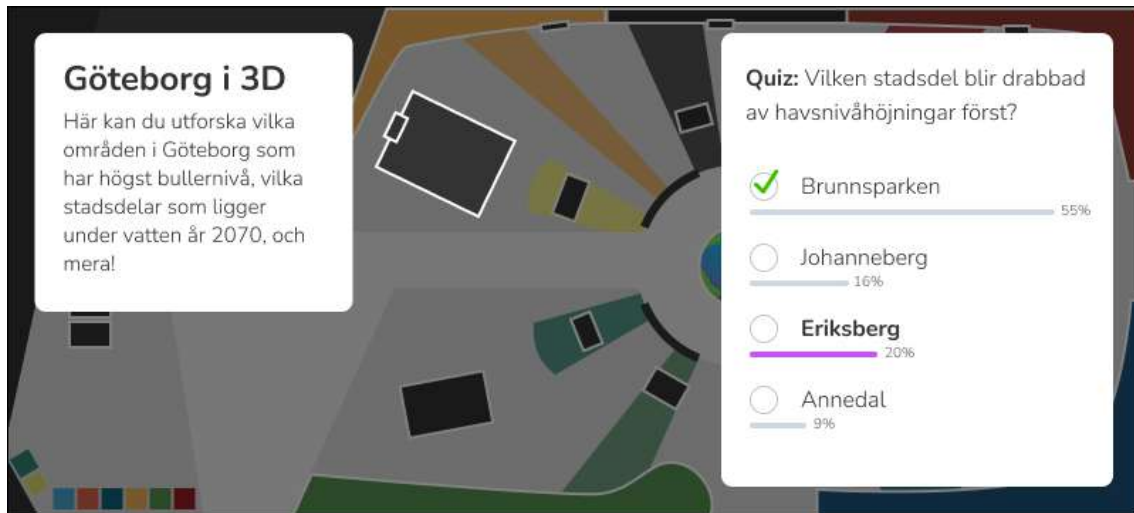 Göteborg i 3D
Här kan du utforska vilka
områden i Göteborg som
har högst bullernivå, vilka
stadsdelar som ligger
under vatten år 2070, och
mera!
Quiz: Vilken stadsdel blir drabbad
av havsnivåhöjningar först?
Brunnsparken
55%
Johanneberg
16%
Eriksberg
20%
Annedal
9%